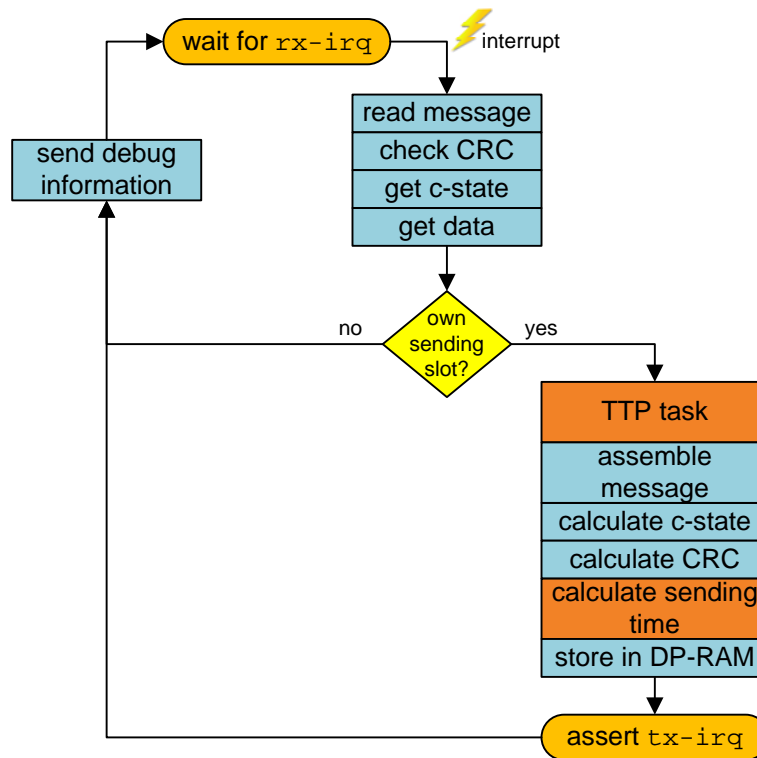 wait for rx-irq
interrupt
read message
check CRC
get c-state
get data
send debug
information
own
sending
slot?
no
yes
TTP task
assemble
message
calculate c-state
calculate CRC
calculate sending
time
store in DP-RAM
assert tx-irq